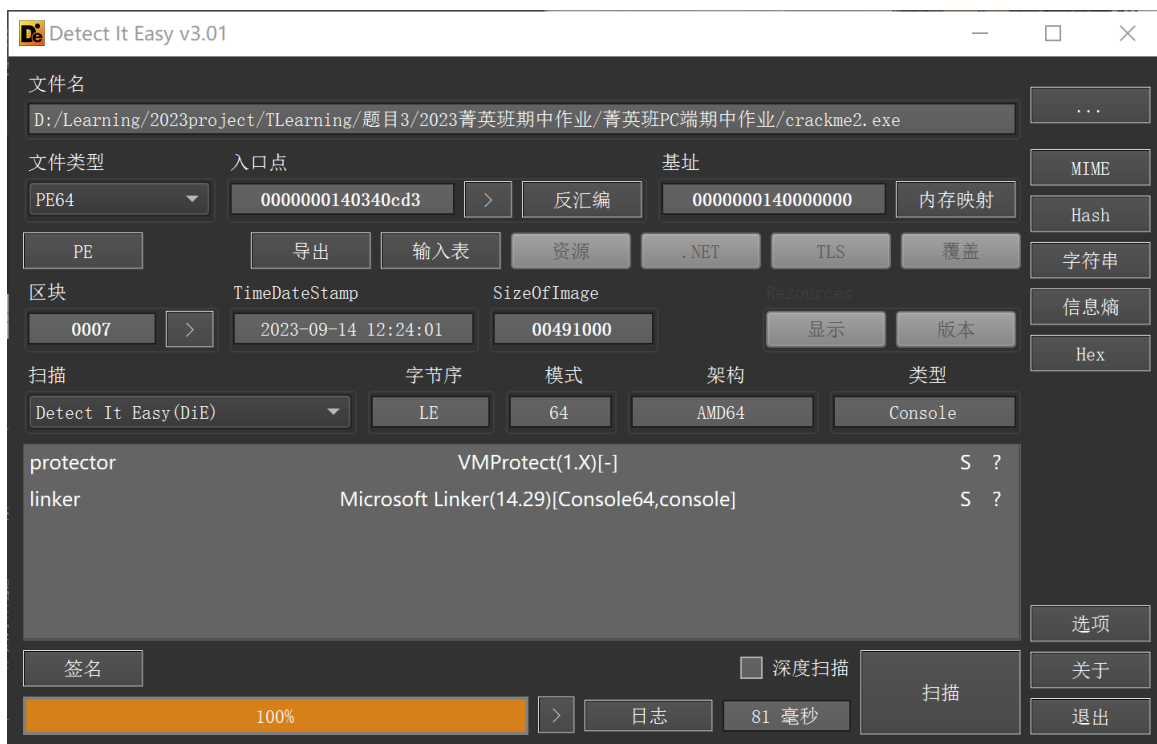 Detect It Easy v3.01
文件名
D:/Learning/2023project/TLearning/题目3/2023菁英班期中作业/菁英班PC端期中作业/crackme2.exe
...
文件类型 入口点 基址
PE64 0000000140340cd3 > 反汇编 0000000140000000 内存映射
MIME
Hash
PE 导出 输入表 资源 .NET TLS 覆盖
字符串
区块 TimeDateStamp SizeOfImage Resources
0007 > 2023-09-14 12:24:01 00491000 显示 版本
信息熵
Hex
扫描 字节序 模式 架构 类型
Detect It Easy(DiE) LE 64 AMD64 Console
protector VMProtect(1.X)[-] S ?
linker Microsoft Linker(14.29)[Console64,console] S ?
选项
签名 深度扫描 扫描
关于
100% > 日志 81 毫秒
退出